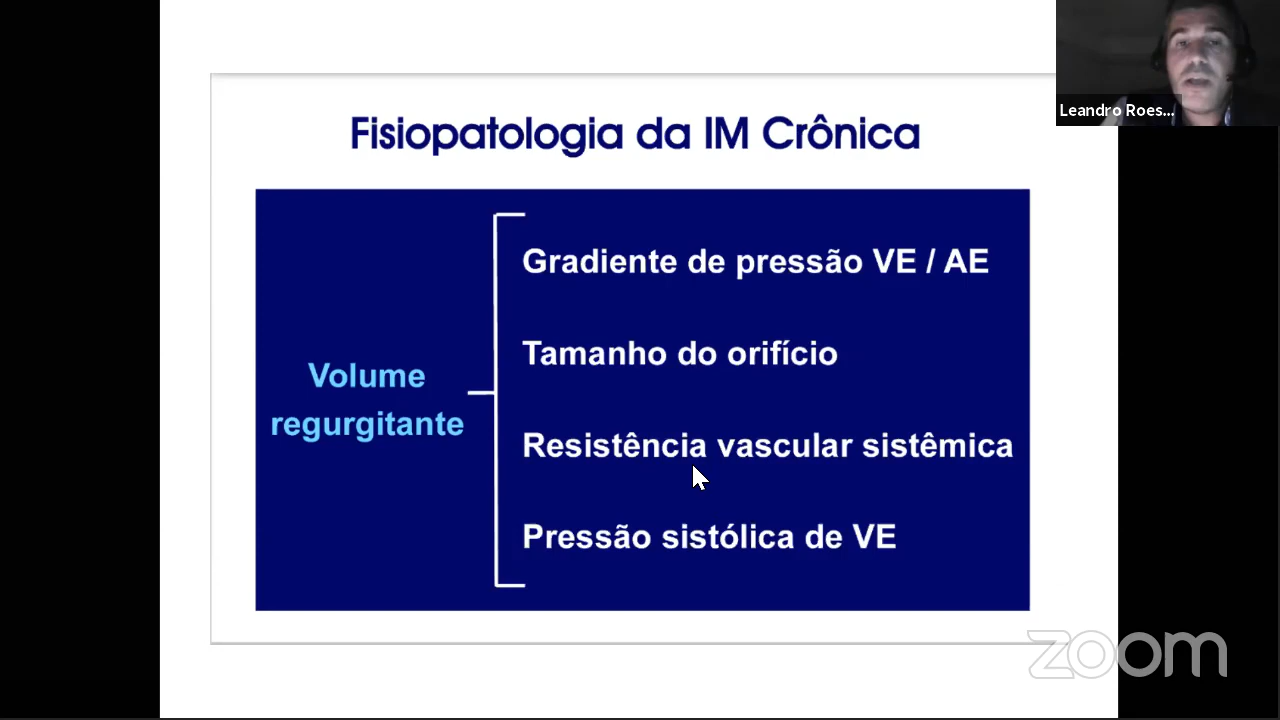 Leandro Roes...
Fisiopatologia da IM Crônica
Volume
regurgitante
Gradiente de pressão VE / AE
Tamanho do orifício
Resistência vascular sistêmica
Pressão sistólica de VE
zoom